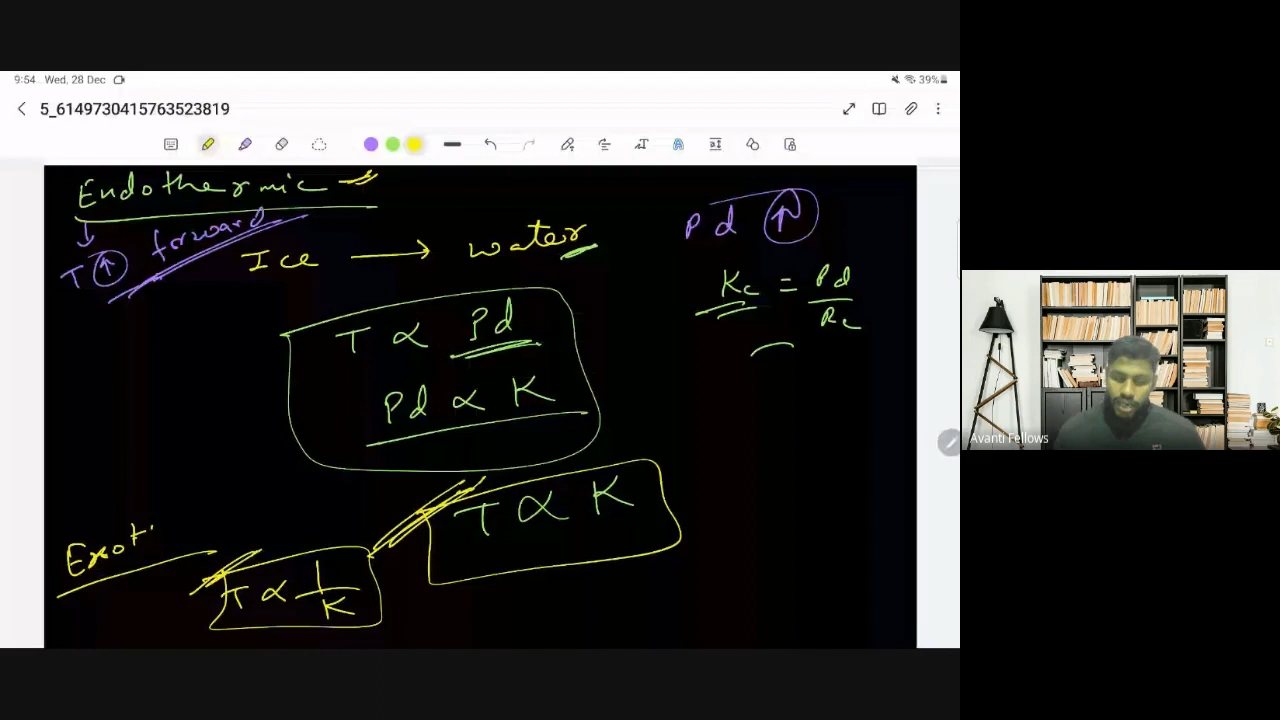 9:54 Wed, 28 Dec
39%
5_6149730415763523819
Endothermic
T ↑ forward
Ice → water
Pd ↑
Kc = Pd / Rc
T ∝ Pd
Pd ∝ K
T ∝ K
Exot.
T ∝ 1/K
Avanti Fellows